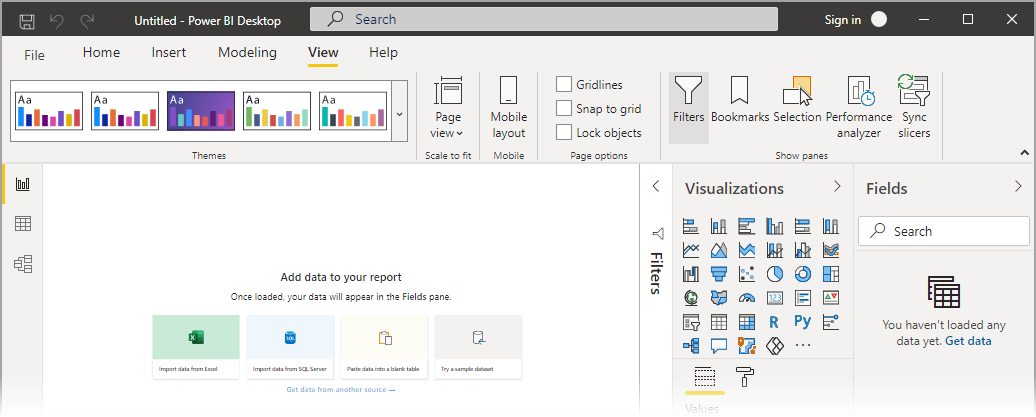 Untitled - Power BI Desktop
Search
Sign in
File
Home
Insert
Modeling
View
Help
Aa
Aa
Aa
Aa
Aa
Themes
Page
view
Scale to fit
Mobile
layout
Mobile
Gridlines
Snap to grid
Lock objects
Page options
Filters
Bookmarks
Selection
Performance
analyzer
Sync
slicers
Show panes
Add data to your report
Once loaded, your data will appear in the Fields pane.
Import data from Excel
SQL
Import data from SQL Server
Paste data into a blank table
Try a sample dataset
Get data from another source →
Filters
Visualizations
123
R
Py
Values
Fields
Search
You haven't loaded any
data yet. Get data